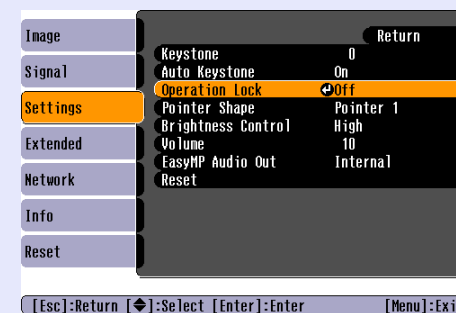 Image
Signal
Settings
Extended
Network
Info
Reset
Return
Keystone 0
Auto Keystone On
Operation Lock Off
Pointer Shape Pointer 1
Brightness Control High
Volume 10
EasyMP Audio Out Internal
Reset
[Esc]:Return [◆]:Select [Enter]:Enter [Menu]:Exi